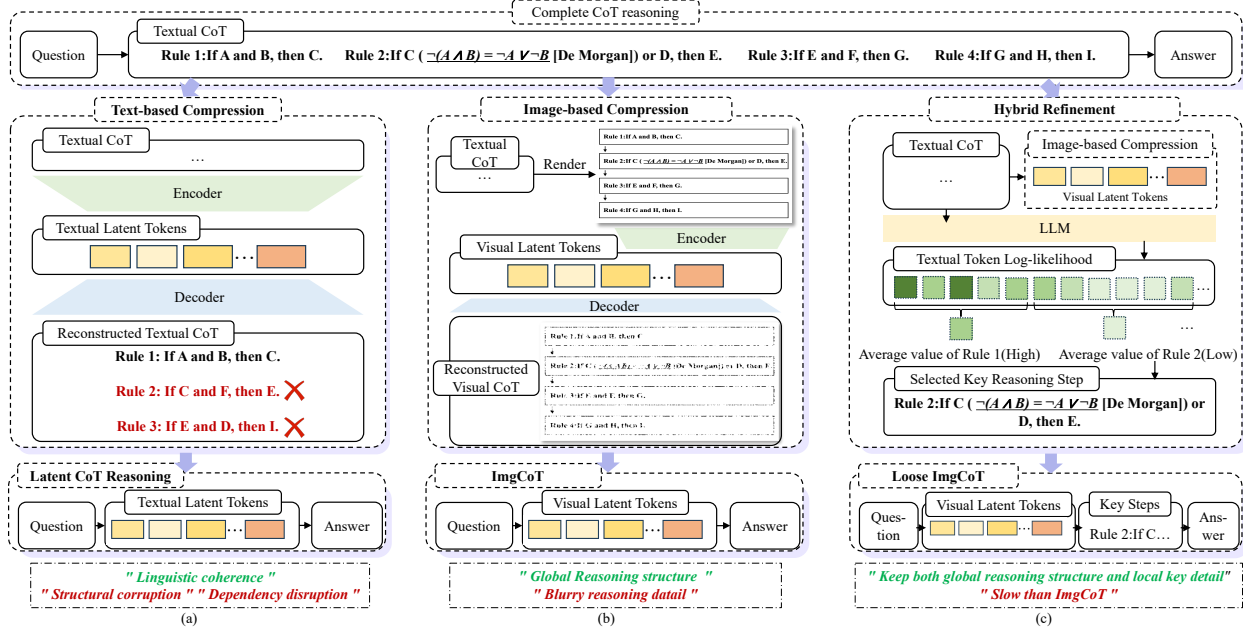 Complete CoT reasoning
Question
Textual CoT
Rule 1:If A and B, then C. Rule 2:If C ( ¬(A ∧ B) = ¬A ∨ ¬B [De Morgan]) or D, then E. Rule 3:If E and F, then G. Rule 4:If G and H, then I.
Answer
Text-based Compression
Textual CoT
...
Encoder
Textual Latent Tokens
...
Decoder
Reconstructed Textual CoT
Rule 1: If A and B, then C.
Rule 2: If C and F, then E.
Rule 3: If E and D, then I.
Latent CoT Reasoning
Question
Textual Latent Tokens
...
Answer
" Linguistic coherence "
" Structural corruption " " Dependency disruption "
(a)
Image-based Compression
Textual
CoT
...
Render
Rule 1:If A and B, then C.
Rule 2:If C ( ¬(A ∧ B) = ¬A ∨ ¬B [De Morgan]) or D, then E.
Rule 3:If E and F, then G.
Rule 4:If G and H, then I.
Encoder
Visual Latent Tokens
...
Decoder
Reconstructed
Visual CoT
ImgCoT
Question
Visual Latent Tokens
...
Answer
" Global Reasoning structure "
" Blurry reasoning datail "
(b)
Hybrid Refinement
Textual CoT
...
Image-based Compression
...
Visual Latent Tokens
LLM
Textual Token Log-likelihood
...
...
Average value of Rule 1(High)
Average value of Rule 2(Low)
Selected Key Reasoning Step
Rule 2:If C ( ¬(A ∧ B) = ¬A ∨ ¬B [De Morgan]) or
D, then E.
Loose ImgCoT
Ques-
tion
Visual Latent Tokens
...
Key Steps
Rule 2:If C...
An-
swer
" Keep both global reasoning structure and local key detail"
" Slow than ImgCoT "
(c)